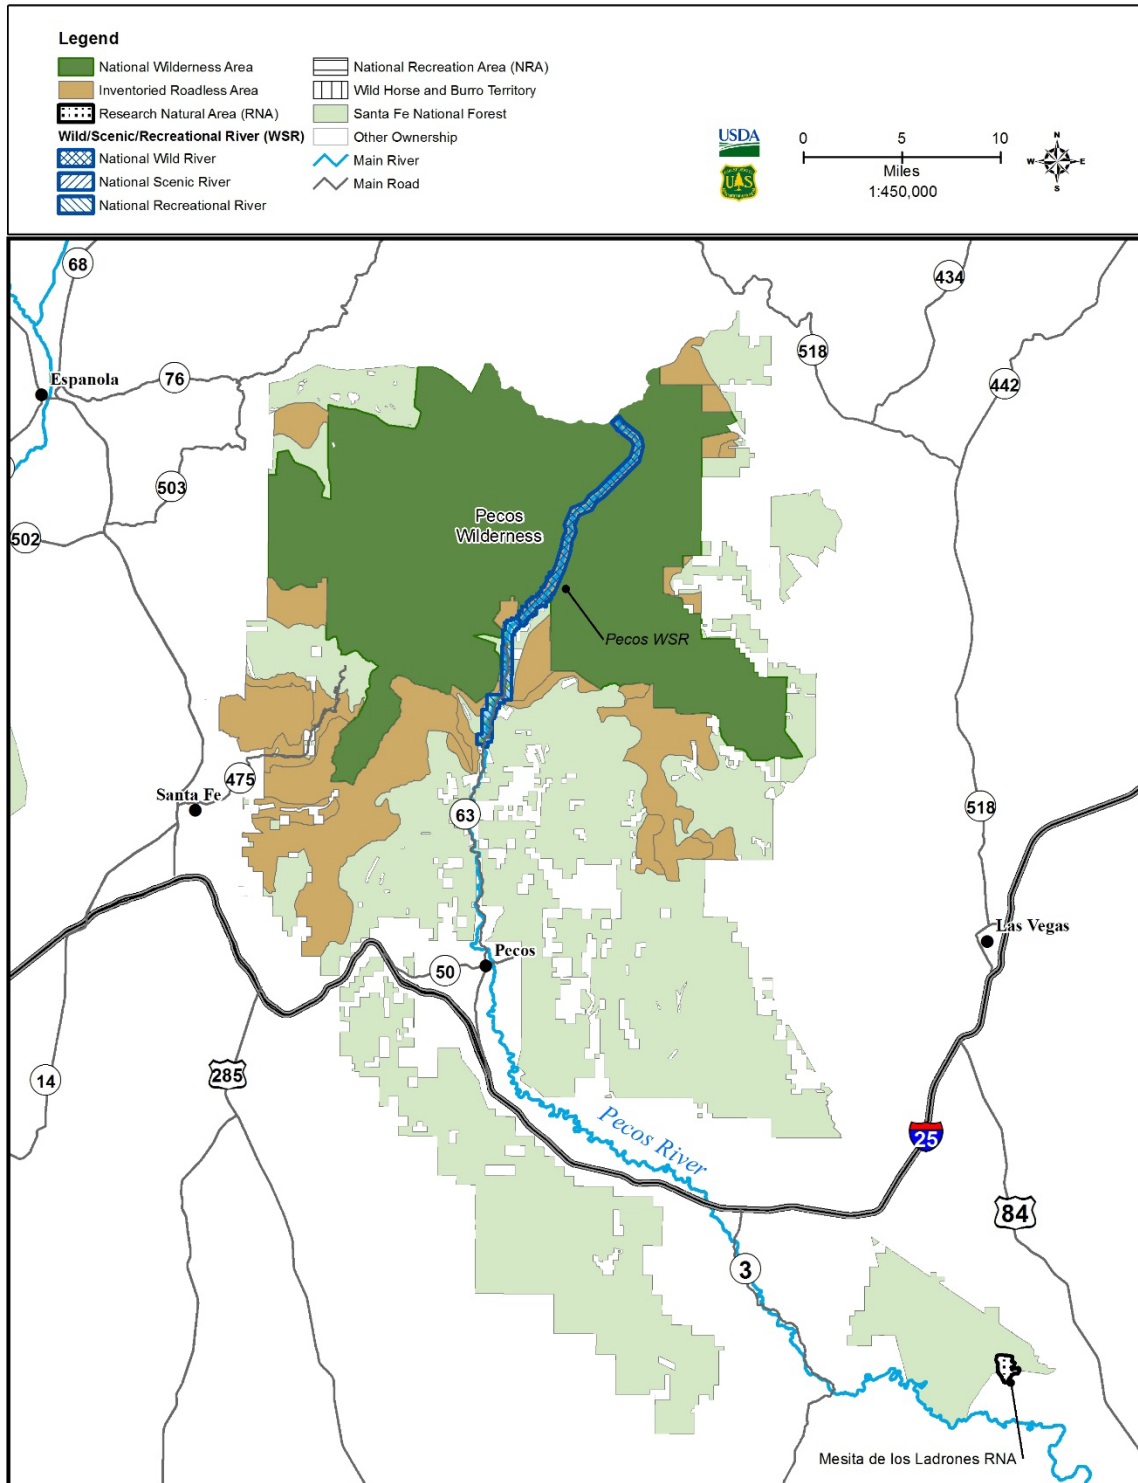 Legend
National Wilderness Area
Inventoried Roadless Area
Research Natural Area (RNA)
Wild/Scenic/Recreational River (WSR)
National Wild River
National Scenic River
National Recreational River
National Recreation Area (NRA)
Wild Horse and Burro Territory
Santa Fe National Forest
Other Ownership
Main River
Main Road
USDA
U S
0 5 10
Miles
1:450,000
N
W E
S
68
434
518
Espanola
76
442
503
502
Pecos
Wilderness
Pecos WSR
475
Santa Fe
63
518
Las Vegas
Pecos
50
14
285
Pecos River
25
84
3
Mesita de los Ladrones RNA